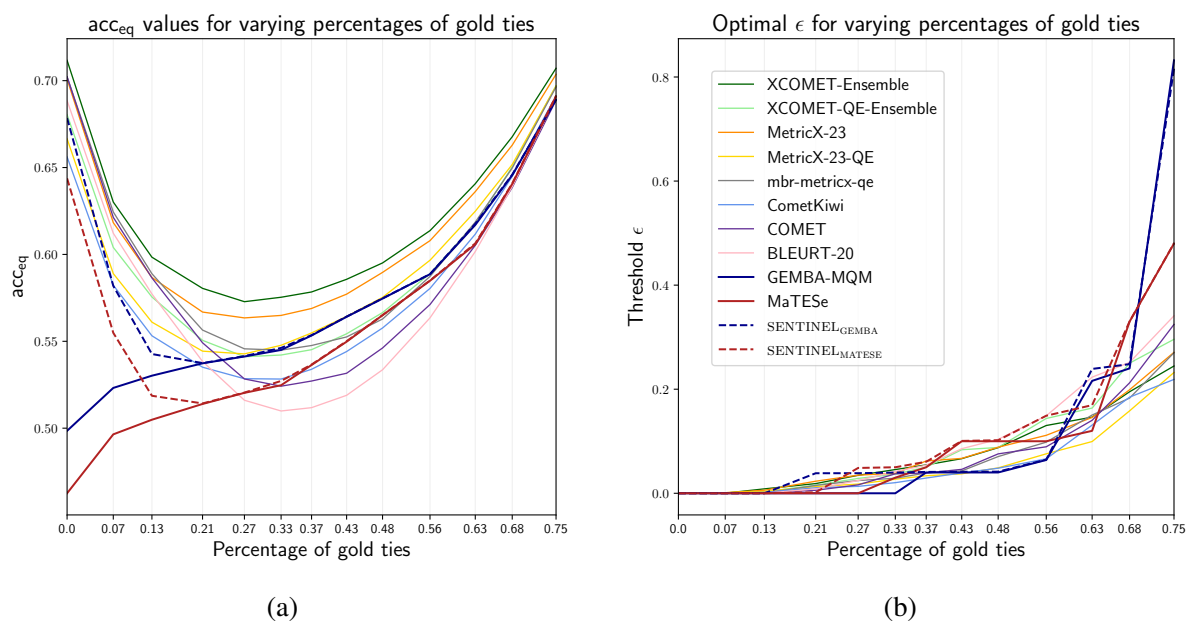 acc_eq values for varying percentages of gold ties
0.70
0.65
0.60
0.55
0.50
acc_eq
0.0 0.07 0.13 0.21 0.27 0.33 0.37 0.43 0.48 0.56 0.63 0.68 0.75
Percentage of gold ties
(a)
Optimal ϵ for varying percentages of gold ties
0.8
0.6
0.4
0.2
0.0
Threshold ϵ
XCOMET-Ensemble
XCOMET-QE-Ensemble
MetricX-23
MetricX-23-QE
mbr-metricx-qe
CometKiwi
COMET
BLEURT-20
GEMBA-MQM
MaTESe
SENTINEL_GEMBA
SENTINEL_MATESE
0.0 0.07 0.13 0.21 0.27 0.33 0.37 0.43 0.48 0.56 0.63 0.68 0.75
Percentage of gold ties
(b)